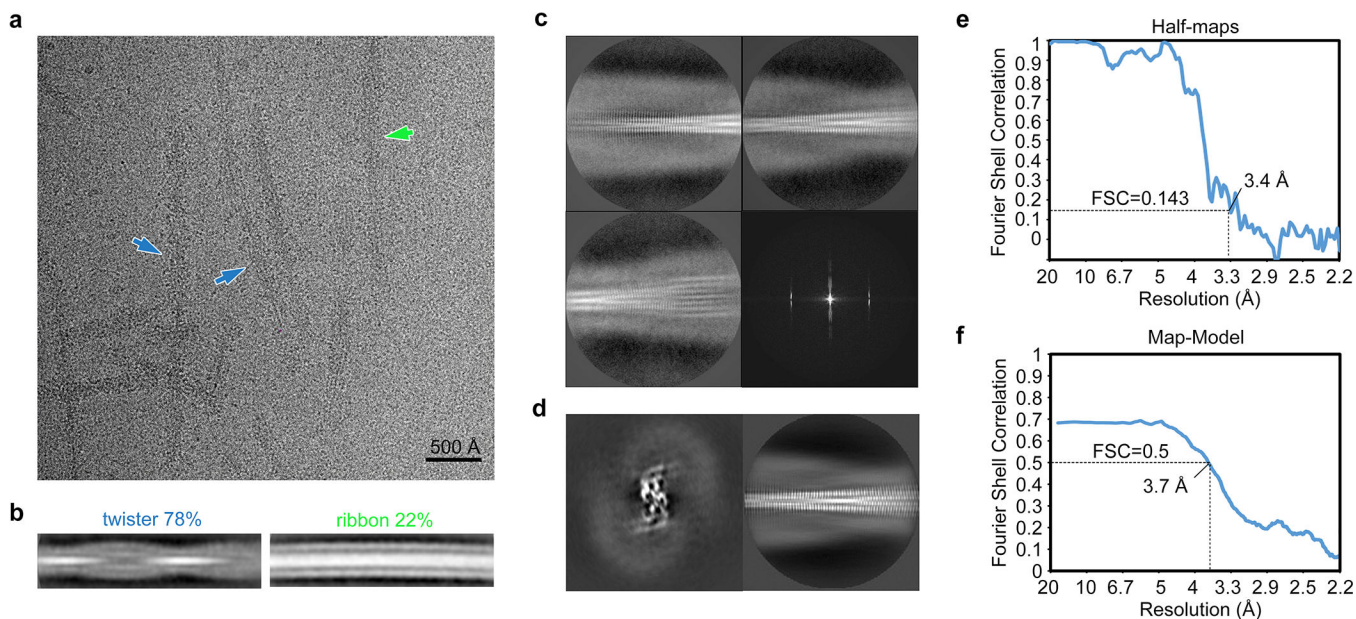 a
500 Å
b
twister 78%
ribbon 22%
c
d
e
Half-maps
Fourier Shell Correlation
1
0.9
0.8
0.7
0.6
0.5
0.4
0.3
0.2
0.1
0
FSC=0.143
3.4 Å
20 10 6.7 5 4 3.3 2.9 2.5 2.2
Resolution (Å)
f
Map-Model
Fourier Shell Correlation
1
0.9
0.8
0.7
0.6
0.5
0.4
0.3
0.2
0.1
0
FSC=0.5
3.7 Å
20 10 6.7 5 4 3.3 2.9 2.5 2.2
Resolution (Å)